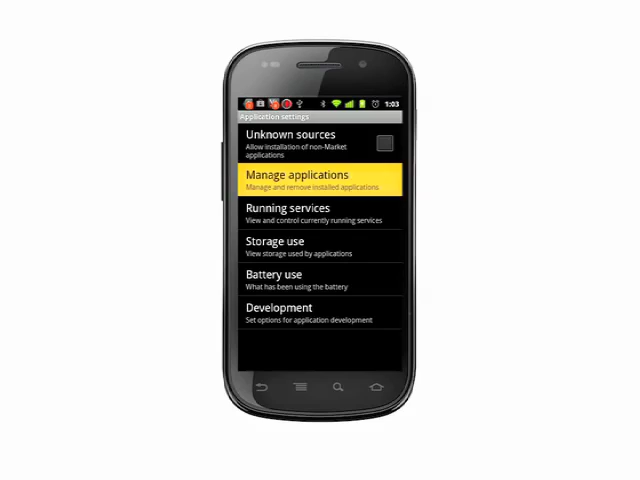 1:03
Application settings
Unknown sources
Allow installation of non-Market
applications
Manage applications
Manage and remove installed applications
Running services
View and control currently running services
Storage use
View storage used by applications
Battery use
What has been using the battery
Development
Set options for application development